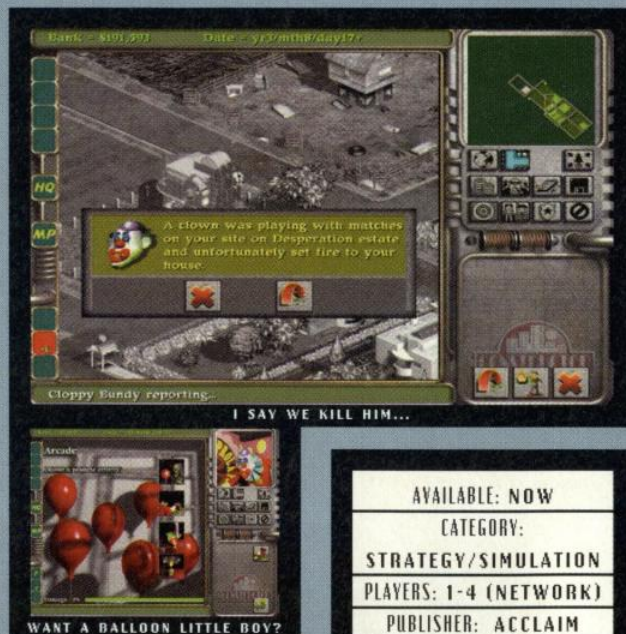 Bank - $191,593 Date - yr3/mth8/day17+
HQ
MP
A clown was playing with matches
on your site on Desperation estate
and unfortunately set fire to your
house.
Cloppy Bundy reporting...
I SAY WE KILL HIM...
Arcade
WANT A BALLOON LITTLE BOY?
AVAILABLE: NOW
CATEGORY:
STRATEGY/SIMULATION
PLAYERS: 1-4 (NETWORK)
PUBLISHER: ACCLAIM